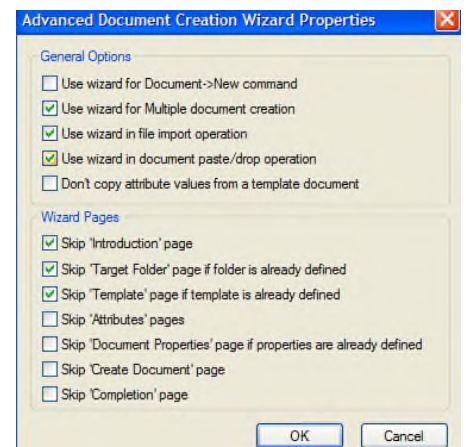 Advanced Document Creation Wizard Properties
General Options
Use wizard for Document->New command
Use wizard for Multiple document creation
Use wizard in file import operation
Use wizard in document paste/drop operation
Don't copy attribute values from a template document
Wizard Pages
Skip 'Introduction' page
Skip 'Target Folder' page if folder is already defined
Skip 'Template' page if template is already defined
Skip 'Attributes' pages
Skip 'Document Properties' page if properties are already defined
Skip 'Create Document' page
Skip 'Completion' page
OK Cancel